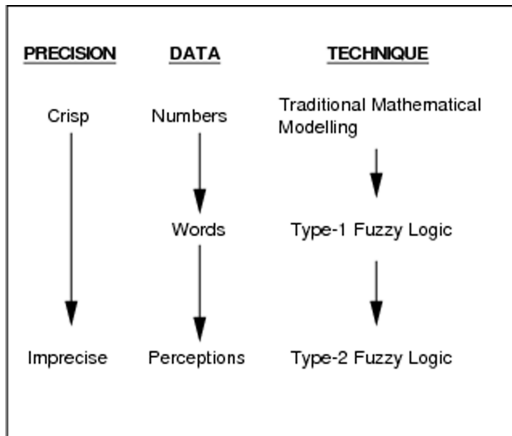 PRECISION DATA TECHNIQUE
Crisp Numbers Traditional Mathematical
Modelling
Words Type-1 Fuzzy Logic
Imprecise Perceptions Type-2 Fuzzy Logic